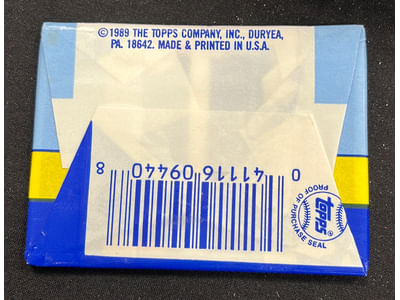 ©1989 THE TOPPS COMPANY, INC., DURYEA,
PA. 18642. MADE & PRINTED IN U.S.A.
0 41116 09440 8
topps®
PROOF OF PURCHASE SEAL